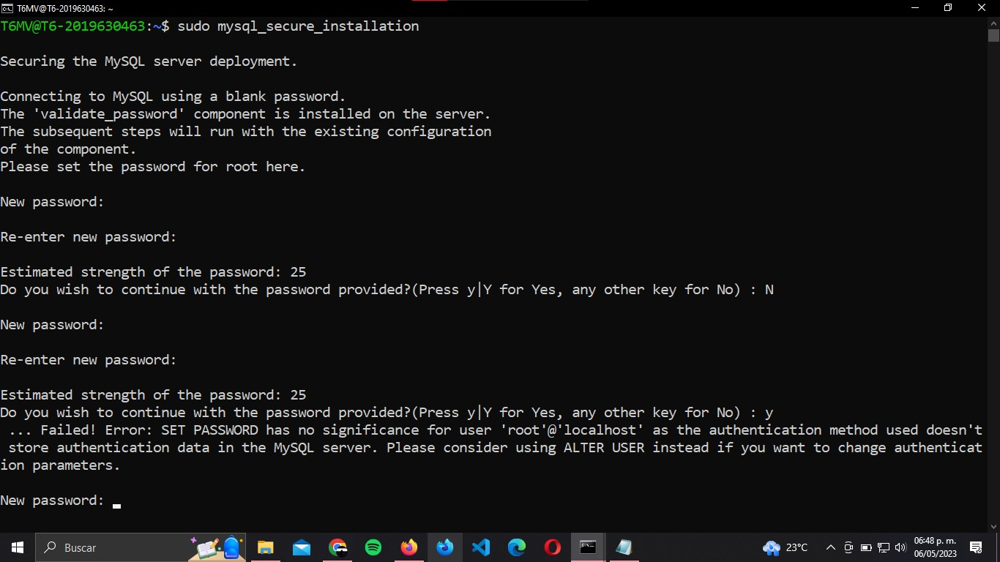 T6MV@T6-2019630463: ~
T6MV@T6-2019630463:~$ sudo mysql_secure_installation
Securing the MySQL server deployment.
Connecting to MySQL using a blank password.
The 'validate_password' component is installed on the server.
The subsequent steps will run with the existing configuration
of the component.
Please set the password for root here.
New password:
Re-enter new password:
Estimated strength of the password: 25
Do you wish to continue with the password provided?(Press y|Y for Yes, any other key for No) : N
New password:
Re-enter new password:
Estimated strength of the password: 25
Do you wish to continue with the password provided?(Press y|Y for Yes, any other key for No) : y
 ... Failed! Error: SET PASSWORD has no significance for user 'root'@'localhost' as the authentication method used doesn't
 store authentication data in the MySQL server. Please consider using ALTER USER instead if you want to change authenticat
ion parameters.
New password:
Buscar
23°C
06:48 p. m.
06/05/2023